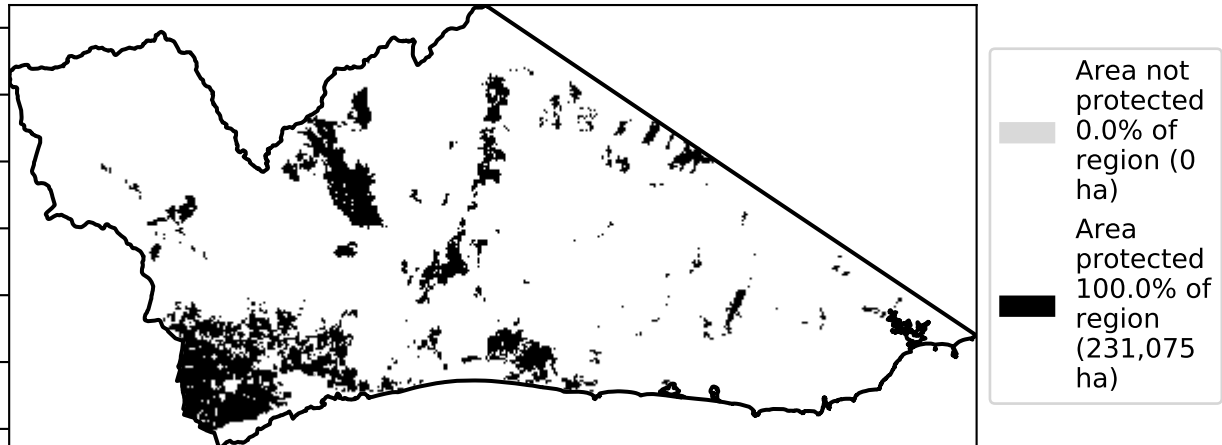 Area not
protected
0.0% of
region (0
ha)
Area
protected
100.0% of
region
(231,075
ha)